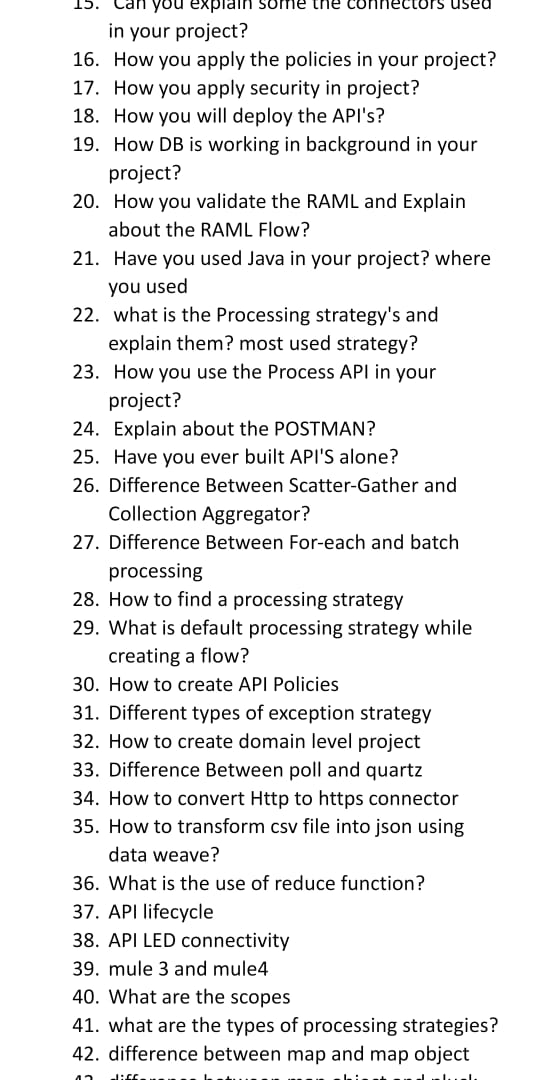 15. Can you explain some the connectors used
in your project?
16. How you apply the policies in your project?
17. How you apply security in project?
18. How you will deploy the API's?
19. How DB is working in background in your
project?
20. How you validate the RAML and Explain
about the RAML Flow?
21. Have you used Java in your project? where
you used
22. what is the Processing strategy's and
explain them? most used strategy?
23. How you use the Process API in your
project?
24. Explain about the POSTMAN?
25. Have you ever built API'S alone?
26. Difference Between Scatter-Gather and
Collection Aggregator?
27. Difference Between For-each and batch
processing
28. How to find a processing strategy
29. What is default processing strategy while
creating a flow?
30. How to create API Policies
31. Different types of exception strategy
32. How to create domain level project
33. Difference Between poll and quartz
34. How to convert Http to https connector
35. How to transform csv file into json using
data weave?
36. What is the use of reduce function?
37. API lifecycle
38. API LED connectivity
39. mule 3 and mule4
40. What are the scopes
41. what are the types of processing strategies?
42. difference between map and map object
43. difference between map object and pluck